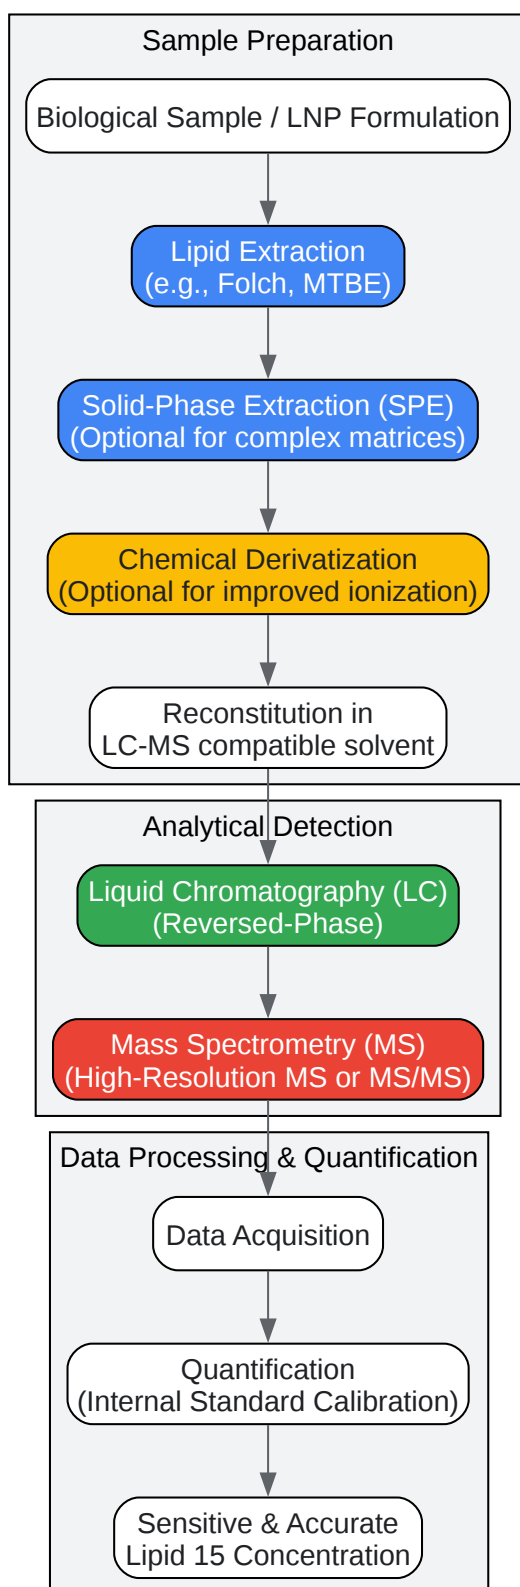 Sample Preparation
Biological Sample / LNP Formulation
Lipid Extraction
(e.g., Folch, MTBE)
Solid-Phase Extraction (SPE)
(Optional for complex matrices)
Chemical Derivatization
(Optional for improved ionization)
Reconstitution in
LC-MS compatible solvent
Analytical Detection
Liquid Chromatography (LC)
(Reversed-Phase)
Mass Spectrometry (MS)
(High-Resolution MS or MS/MS)
Data Processing & Quantification
Data Acquisition
Quantification
(Internal Standard Calibration)
Sensitive & Accurate
Lipid 15 Concentration